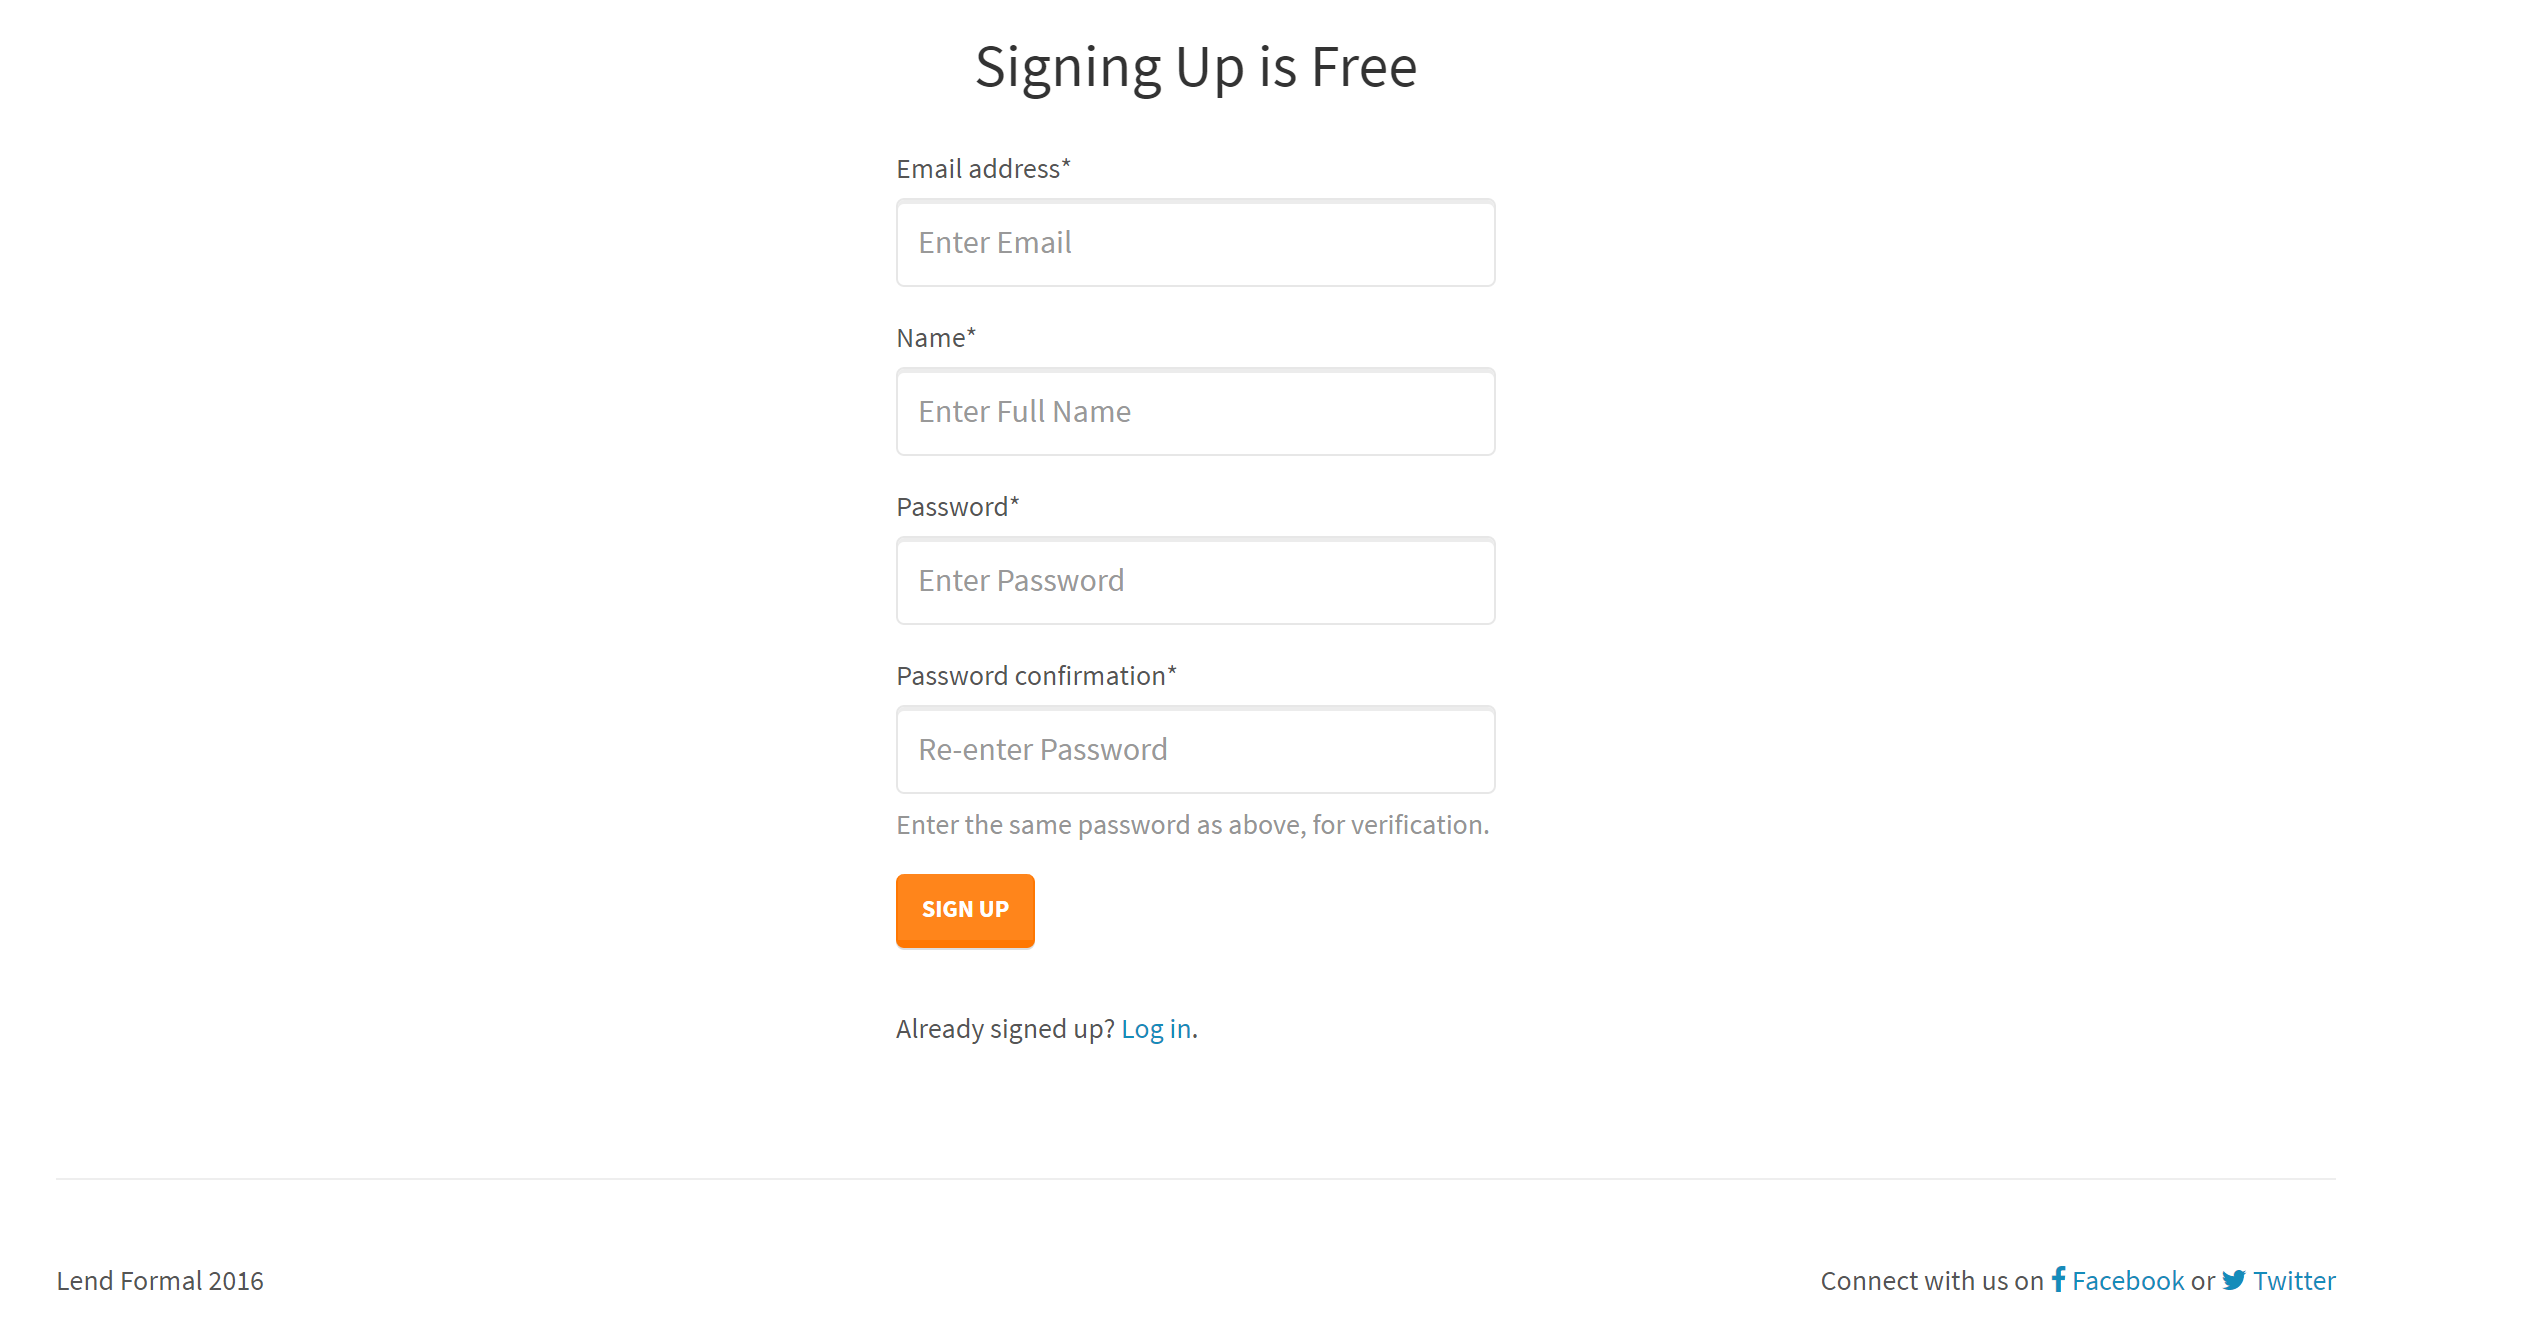 Signing Up is Free
Email address*
Enter Email
Name*
Enter Full Name
Password*
Enter Password
Password confirmation*
Re-enter Password
Enter the same password as above, for verification.
SIGN UP
Already signed up? Log in.
Lend Formal 2016
Connect with us on Facebook or Twitter